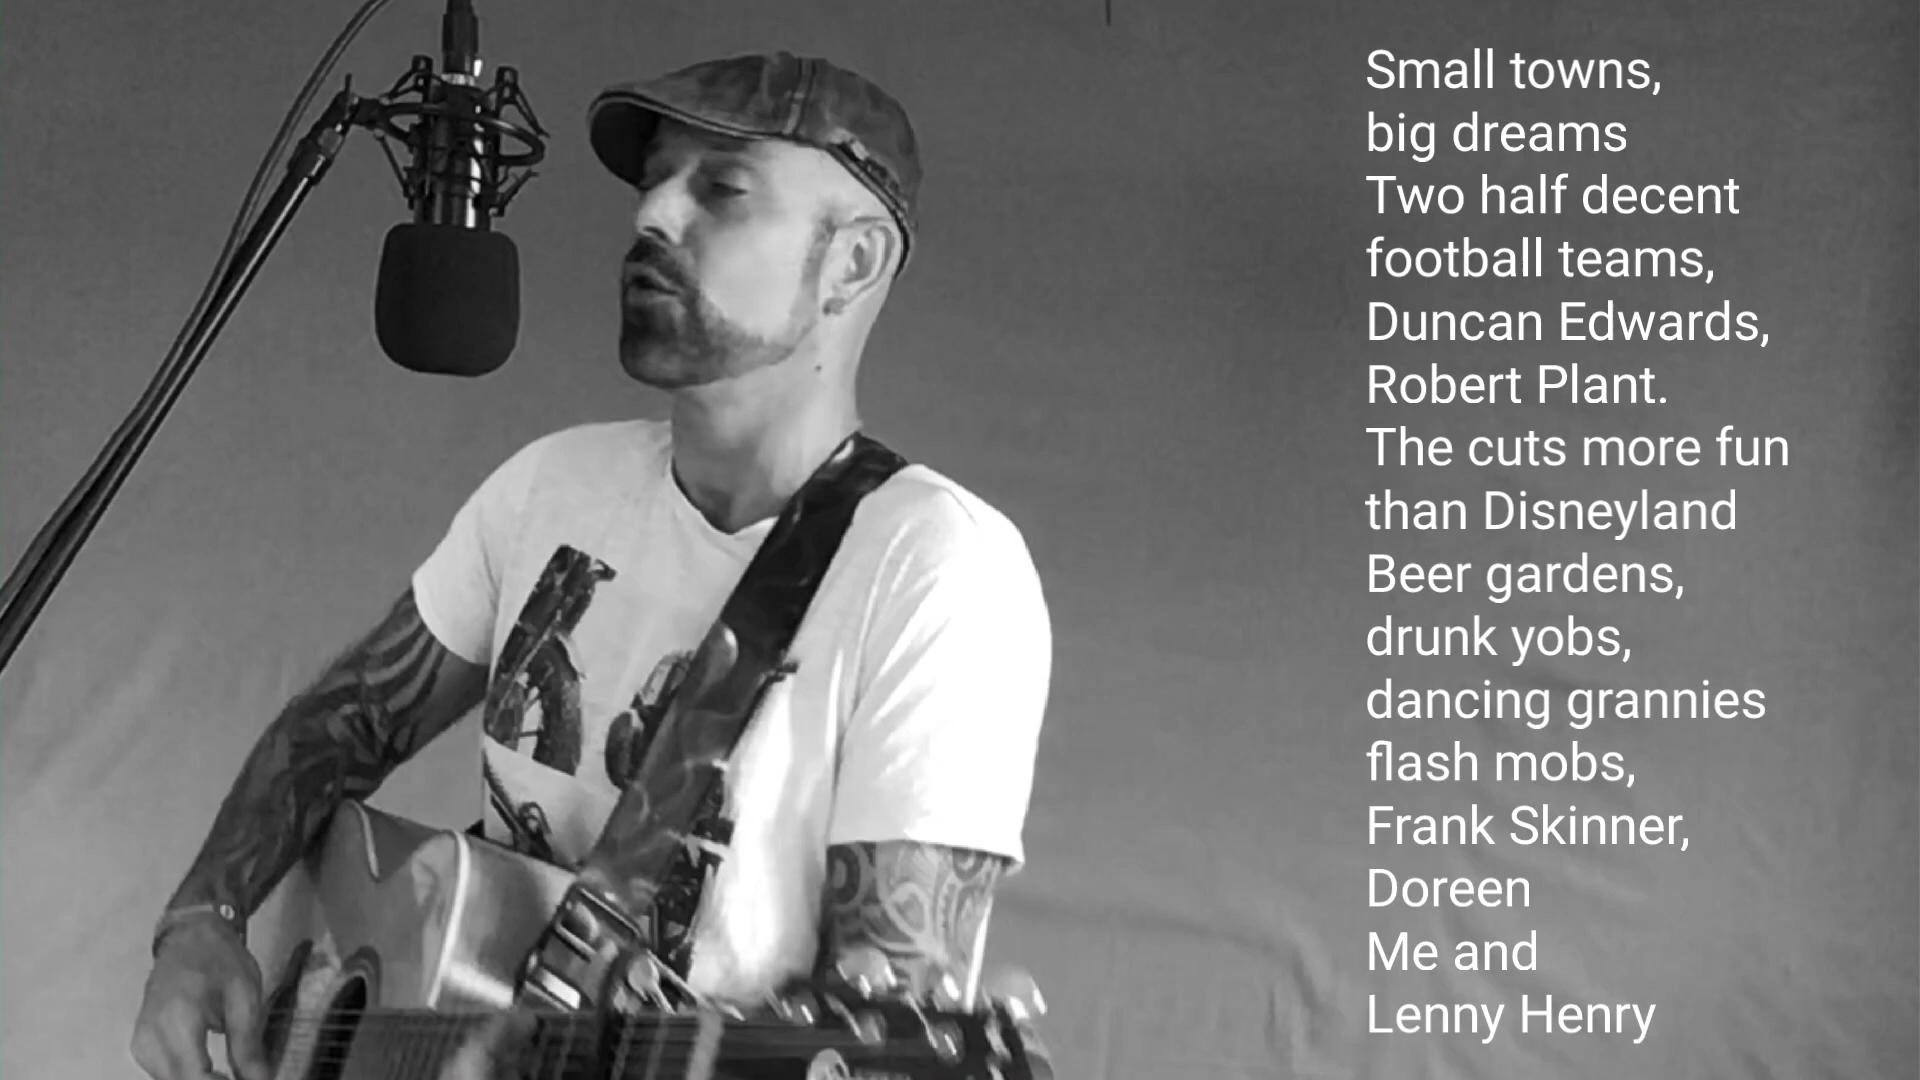 Small towns,
big dreams
Two half decent
football teams,
Duncan Edwards,
Robert Plant.
The cuts more fun
than Disneyland
Beer gardens,
drunk yobs,
dancing grannies
flash mobs,
Frank Skinner,
Doreen
Me and
Lenny Henry